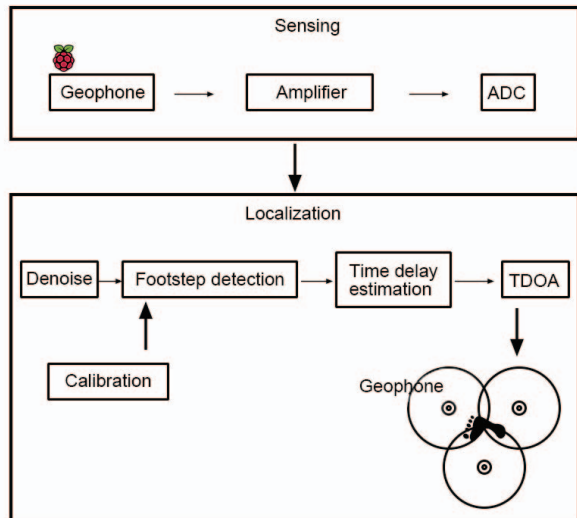 Sensing
Geophone
Amplifier
ADC
Localization
Denoise
Footstep detection
Time delay
estimation
TDOA
Calibration
Geophone